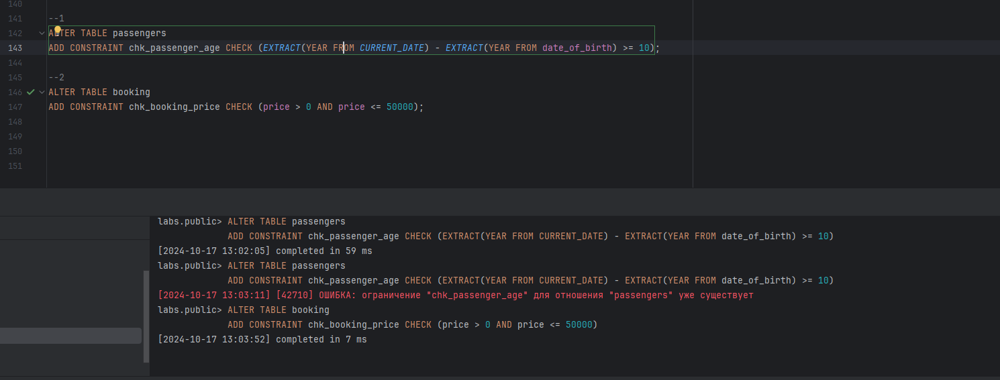 140
141 --1
142 ALTER TABLE passengers
143 ADD CONSTRAINT chk_passenger_age CHECK (EXTRACT(YEAR FROM CURRENT_DATE) - EXTRACT(YEAR FROM date_of_birth) >= 10);
144
145 --2
146 ALTER TABLE booking
147 ADD CONSTRAINT chk_booking_price CHECK (price > 0 AND price <= 50000);
148
149
150
151
labs.public> ALTER TABLE passengers
ADD CONSTRAINT chk_passenger_age CHECK (EXTRACT(YEAR FROM CURRENT_DATE) - EXTRACT(YEAR FROM date_of_birth) >= 10)
[2024-10-17 13:02:05] completed in 59 ms
labs.public> ALTER TABLE passengers
ADD CONSTRAINT chk_passenger_age CHECK (EXTRACT(YEAR FROM CURRENT_DATE) - EXTRACT(YEAR FROM date_of_birth) >= 10)
[2024-10-17 13:03:11] [42710] ОШИБКА: ограничение "chk_passenger_age" для отношения "passengers" уже существует
labs.public> ALTER TABLE booking
ADD CONSTRAINT chk_booking_price CHECK (price > 0 AND price <= 50000)
[2024-10-17 13:03:52] completed in 7 ms